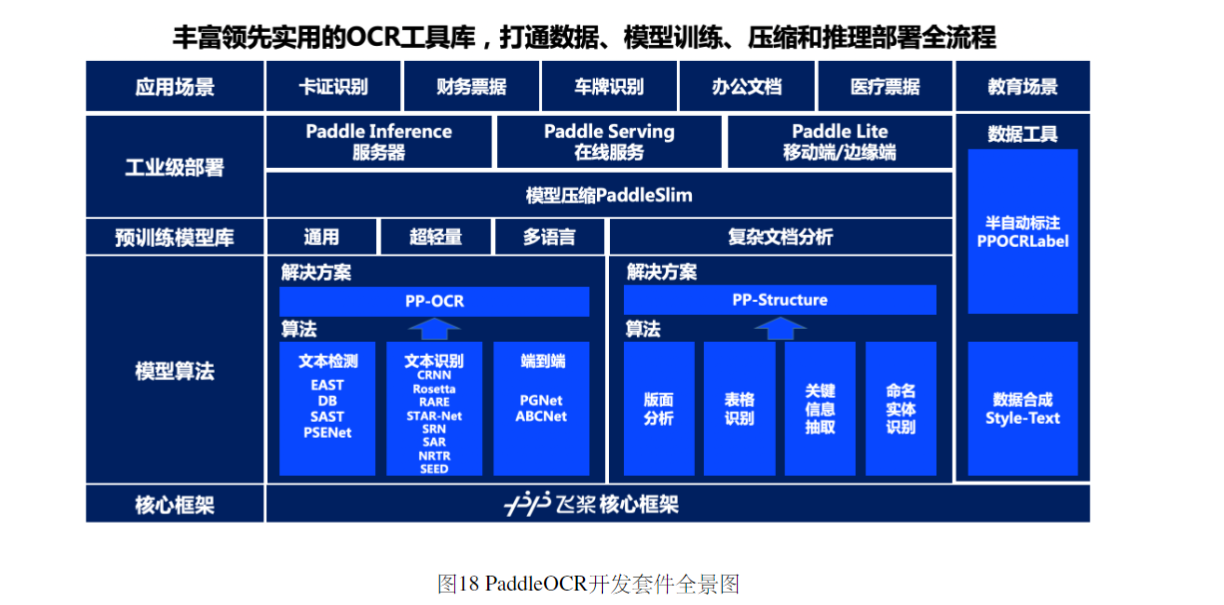 丰富领先实用的OCR工具库，打通数据、模型训练、压缩和推理部署全流程
应用场景
卡证识别
财务票据
车牌识别
办公文档
医疗票据
教育场景
工业级部署
Paddle Inference
服务器
Paddle Serving
在线服务
Paddle Lite
移动端/边缘端
模型压缩PaddleSlim
数据工具
半自动标注
PPOCRLabel
数据合成
Style-Text
预训练模型库
通用
超轻量
多语言
复杂文档分析
模型算法
解决方案
PP-OCR
算法
文本检测
EAST
DB
SAST
PSENet
文本识别
CRNN
Rosetta
RARE
STAR-Net
SRN
SAR
NRTR
SEED
端到端
PGNet
ABCNet
解决方案
PP-Structure
算法
版面
分析
表格
识别
关键
信息
抽取
命名
实体
识别
核心框架
飞桨 核心框架
图18 PaddleOCR开发套件全景图